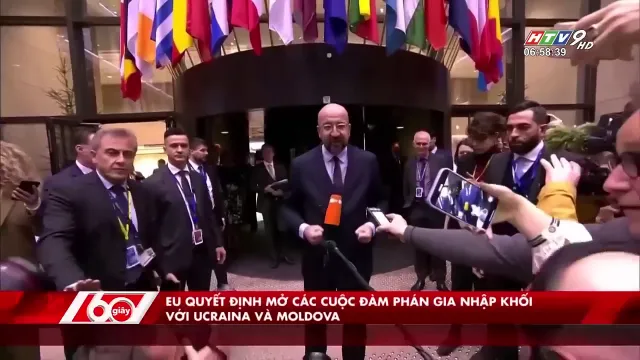 HTV9 HD
06:58:39
60 giây
EU QUYẾT ĐỊNH MỞ CÁC CUỘC ĐÀM PHÁN GIA NHẬP KHỐI
VỚI UCRAINA VÀ MOLDOVA